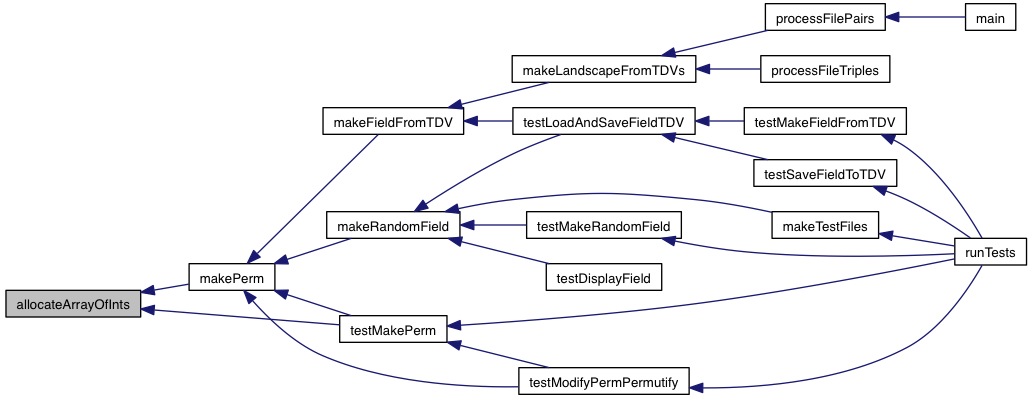 processFilePairs
main
makeLandscapeFromTDVs
processFileTriples
makeFieldFromTDV
testLoadAndSaveFieldTDV
testMakeFieldFromTDV
testSaveFieldToTDV
makeRandomField
testMakeRandomField
makeTestFiles
runTests
makePerm
testDisplayField
allocateArrayOfInts
testMakePerm
testModifyPermPermutify